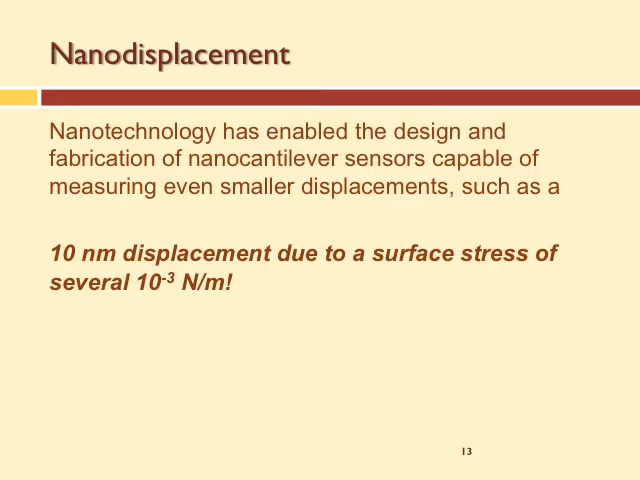 Nanodisplacement
Nanotechnology has enabled the design and
fabrication of nanocantilever sensors capable of
measuring even smaller displacements, such as a
10 nm displacement due to a surface stress of
several 10⁻³ N/m!
13